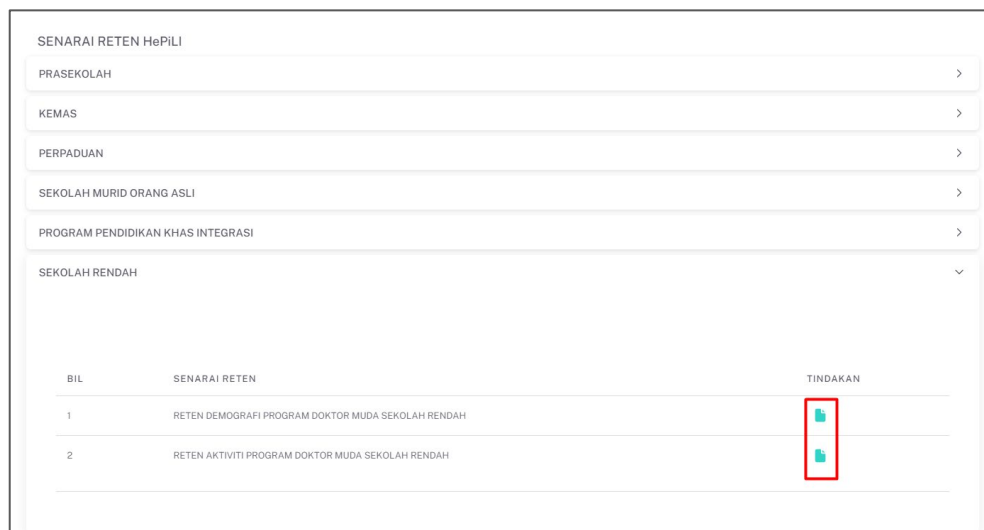 SENARAI RETEN HePiLI
PRASEKOLAH
KEMAS
PERPADUAN
SEKOLAH MURID ORANG ASLI
PROGRAM PENDIDIKAN KHAS INTEGRASI
SEKOLAH RENDAH
BIL SENARAI RETEN TINDAKAN
1 RETEN DEMOGRAFI PROGRAM DOKTOR MUDA SEKOLAH RENDAH
2 RETEN AKTIVITI PROGRAM DOKTOR MUDA SEKOLAH RENDAH